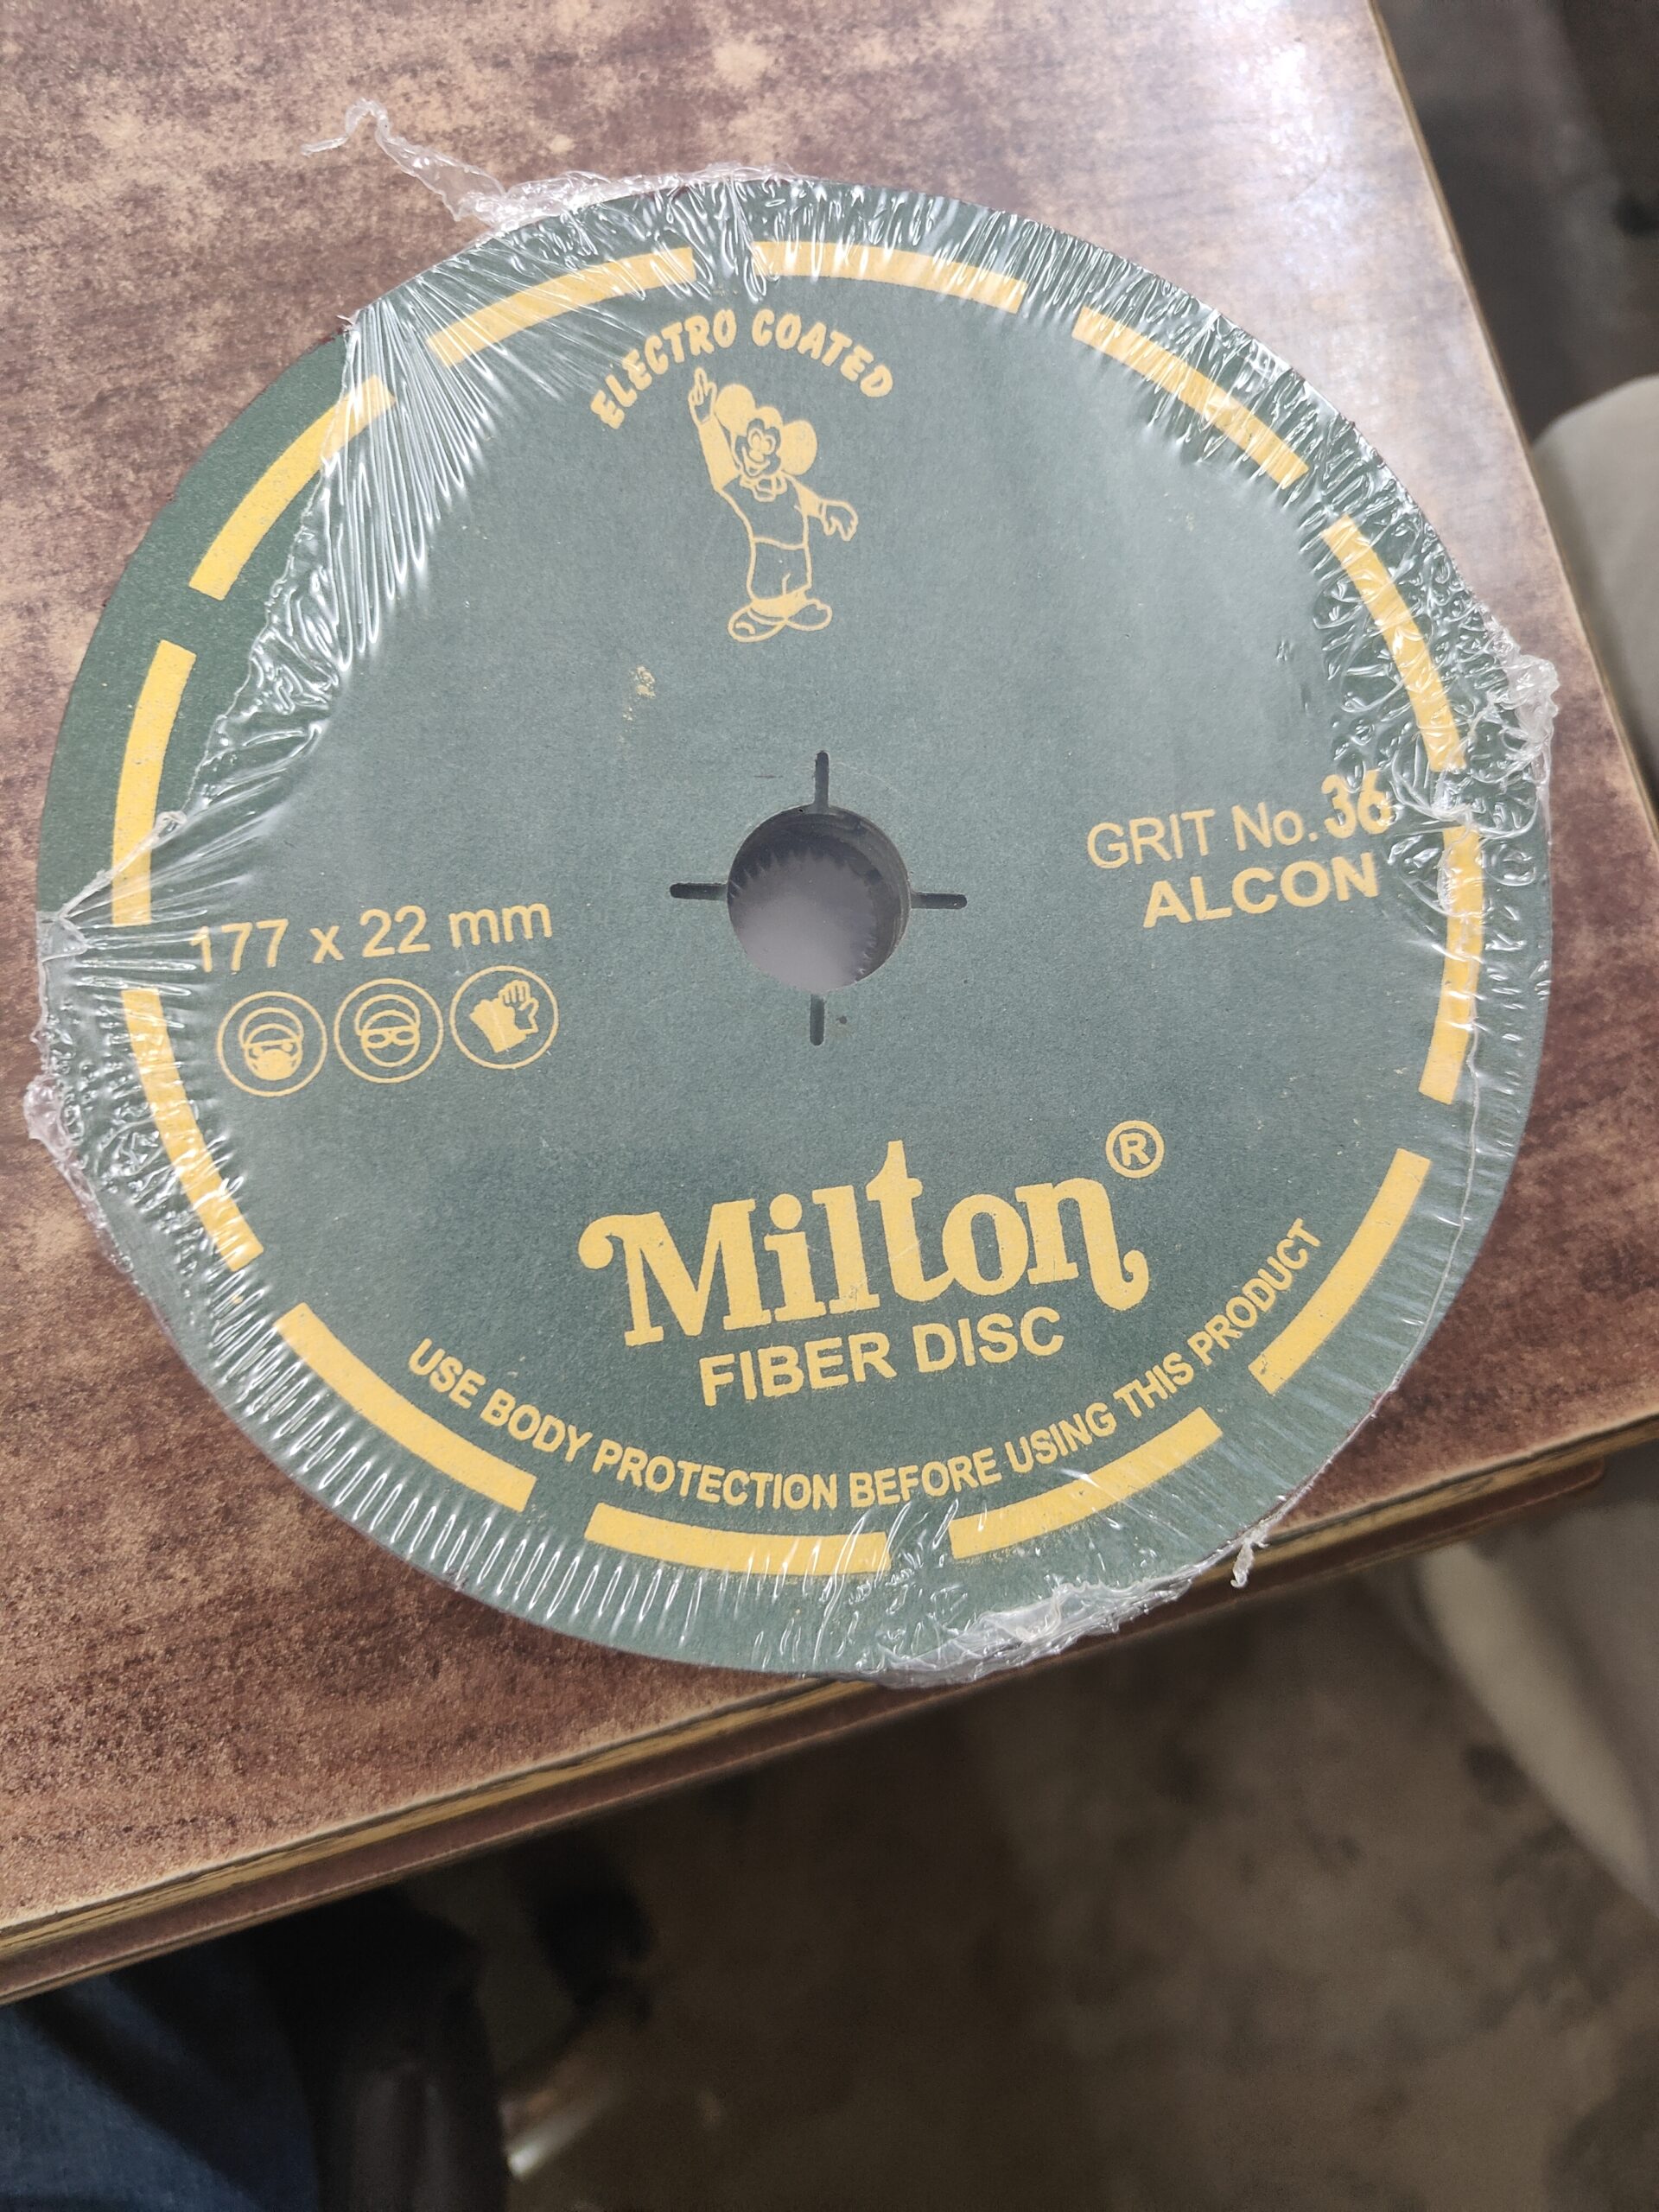 ELECTRO COATED
GRIT No. 36
ALCON
177 x 22 mm
Milton®
FIBER DISC
USE BODY PROTECTION BEFORE USING THIS PRODUCT